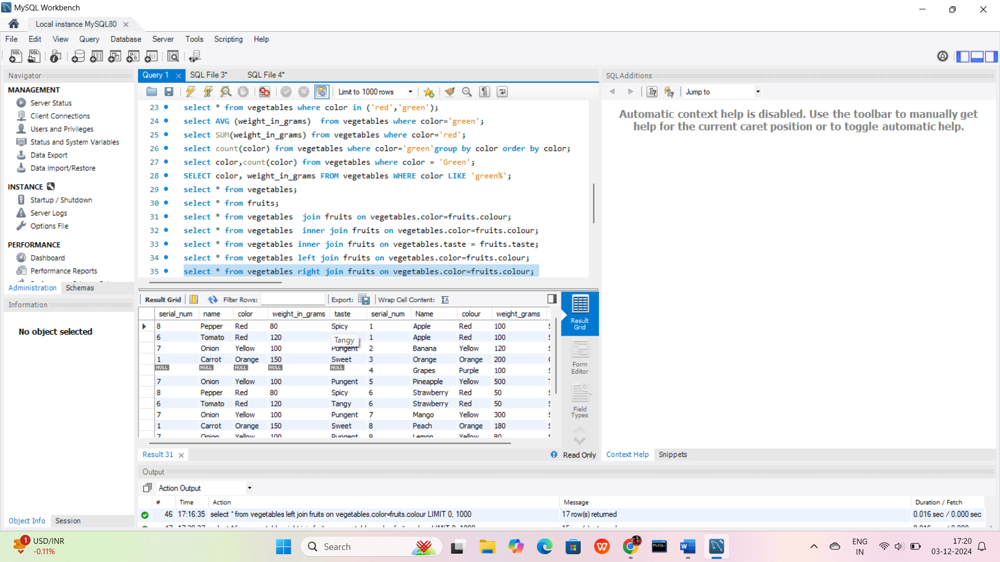 MySQL Workbench
Local instance MySQL80
File Edit View Query Database Server Tools Scripting Help
Navigator
MANAGEMENT
Server Status
Client Connections
Users and Privileges
Status and System Variables
Data Export
Data Import/Restore
INSTANCE
Startup / Shutdown
Server Logs
Options File
PERFORMANCE
Dashboard
Performance Reports
Administration Schemas
Information
No object selected
Object Info Session
Query 1 SQL File 3* SQL File 4*
Limit to 1000 rows
23 select * from vegetables where color in ('red','green');
24 select AVG (weight_in_grams)  from vegetables where color='green';
25 select SUM(weight_in_grams) from vegetables where color='red';
26 select count(color) from vegetables where color='green'group by color order by color;
27 select color,count(color) from vegetables where color = 'Green';
28 SELECT color, weight_in_grams FROM vegetables WHERE color LIKE 'green%';
29 select * from vegetables;
30 select * from fruits;
31 select * from vegetables  join fruits on vegetables.color=fruits.colour;
32 select * from vegetables  inner join fruits on vegetables.color=fruits.colour;
33 select * from vegetables inner join fruits on vegetables.taste = fruits.taste;
34 select * from vegetables left join fruits on vegetables.color=fruits.colour;
35 select * from vegetables right join fruits on vegetables.color=fruits.colour;
Result Grid Filter Rows: Export: Wrap Cell Content:
serial_num name color weight_in_grams taste serial_num Name colour weight_grams
8 Pepper Red 80 Spicy 1 Apple Red 100
6 Tomato Red 120 Tangy 1 Apple Red 100
7 Onion Yellow 100 Pungent 2 Banana Yellow 120
1 Carrot Orange 150 Sweet 3 Orange Orange 200
NULL NULL NULL NULL NULL 4 Grapes Purple 100
7 Onion Yellow 100 Pungent 5 Pineapple Yellow 500
8 Pepper Red 80 Spicy 6 Strawberry Red 50
6 Tomato Red 120 Tangy 6 Strawberry Red 50
7 Onion Yellow 100 Pungent 7 Mango Yellow 300
1 Carrot Orange 150 Sweet 8 Peach Orange 180
7 Onion Yellow 100 Pungent 9 Lemon Yellow 80
Result Grid
Form Editor
Field Types
Result 31
Read Only
SQLAdditions
Jump to
Automatic context help is disabled. Use the toolbar to manually get
help for the current caret position or to toggle automatic help.
Context Help Snippets
Output
Action Output
# Time Action Message Duration / Fetch
46 17:16:35 select * from vegetables left join fruits on vegetables.color=fruits.colour LIMIT 0, 1000 17 row(s) returned 0.016 sec / 0.000 sec
1 USD/INR
-0.11%
Search
ENG
IN
17:20
03-12-2024